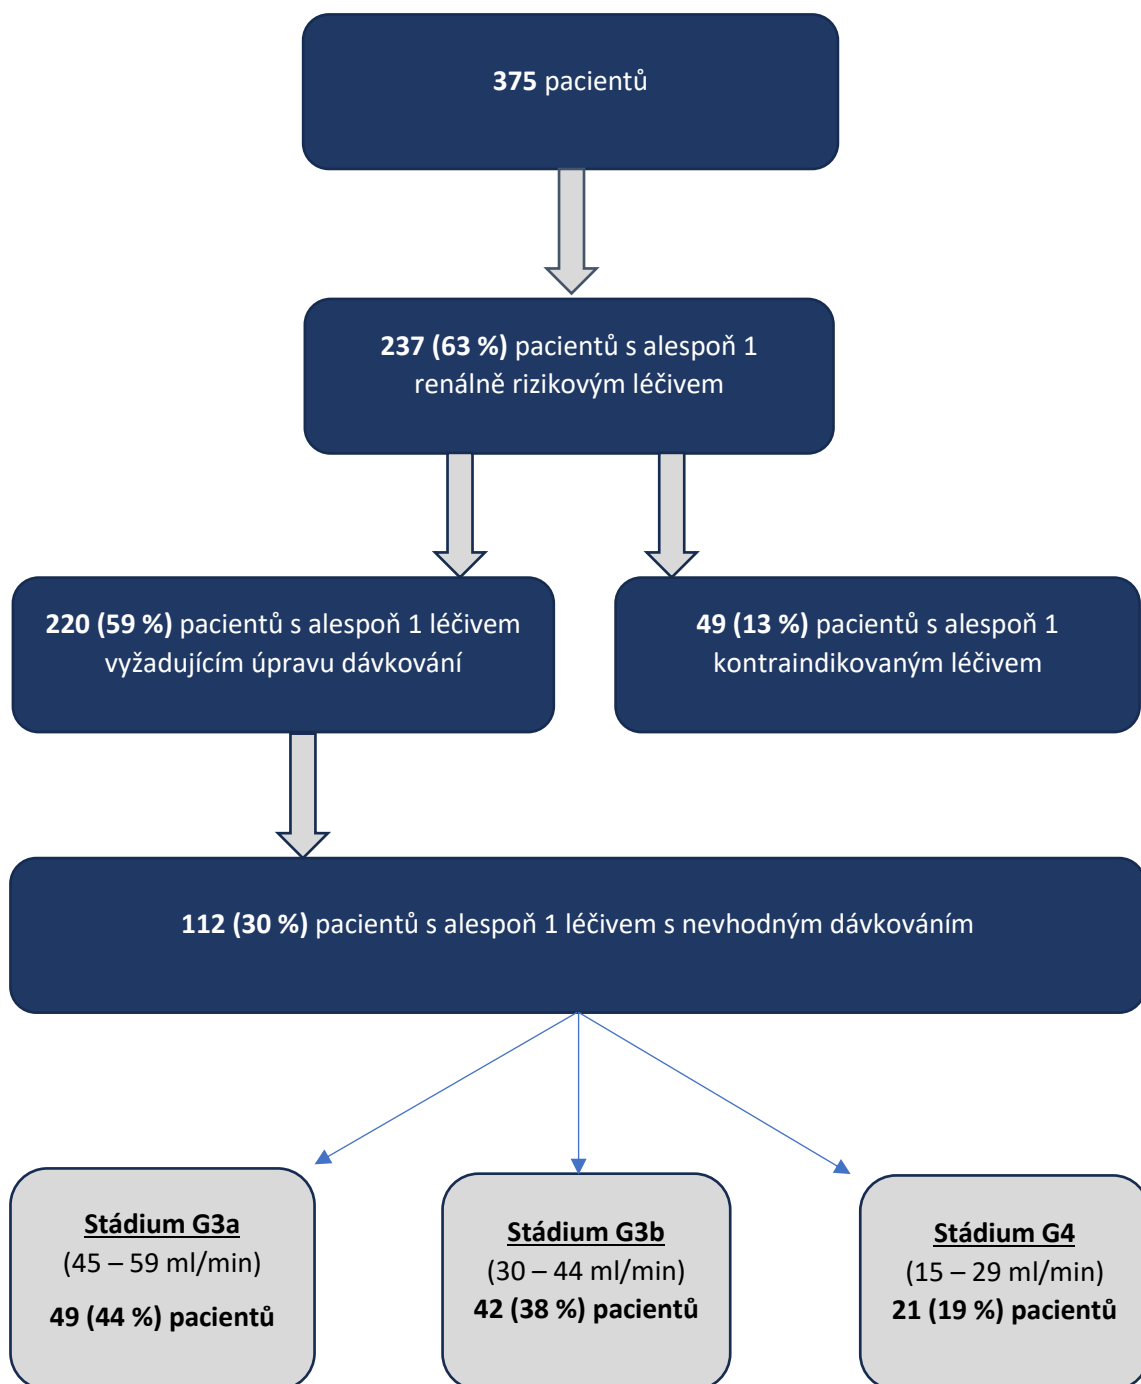 375 pacientů
237 (63 %) pacientů s alespoň 1
renálně rizikovým léčivem
220 (59 %) pacientů s alespoň 1 léčivem
vyžadujícím úpravu dávkování
49 (13 %) pacientů s alespoň 1
kontraindikovaným léčivem
112 (30 %) pacientů s alespoň 1 léčivem s nevhodným dávkováním
Stádium G3a
(45 – 59 ml/min)
49 (44 %) pacientů
Stádium G3b
(30 – 44 ml/min)
42 (38 %) pacientů
Stádium G4
(15 – 29 ml/min)
21 (19 %) pacientů